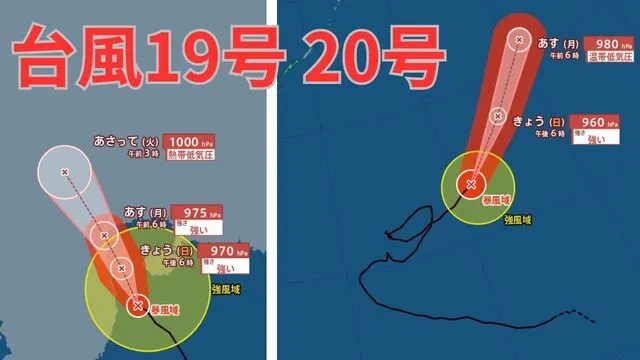 台風19号 20号
あさって (火)
午前3時
1000 hPa
熱帯低気圧
あす (月)
午前6時
975 hPa
強さ
強い
きょう (日)
午後6時
970 hPa
強さ
強い
強風域
暴風域
あす (月)
午前6時
980 hPa
温帯低気圧
きょう (日)
午後6時
960 hPa
強さ
強い
暴風域
強風域